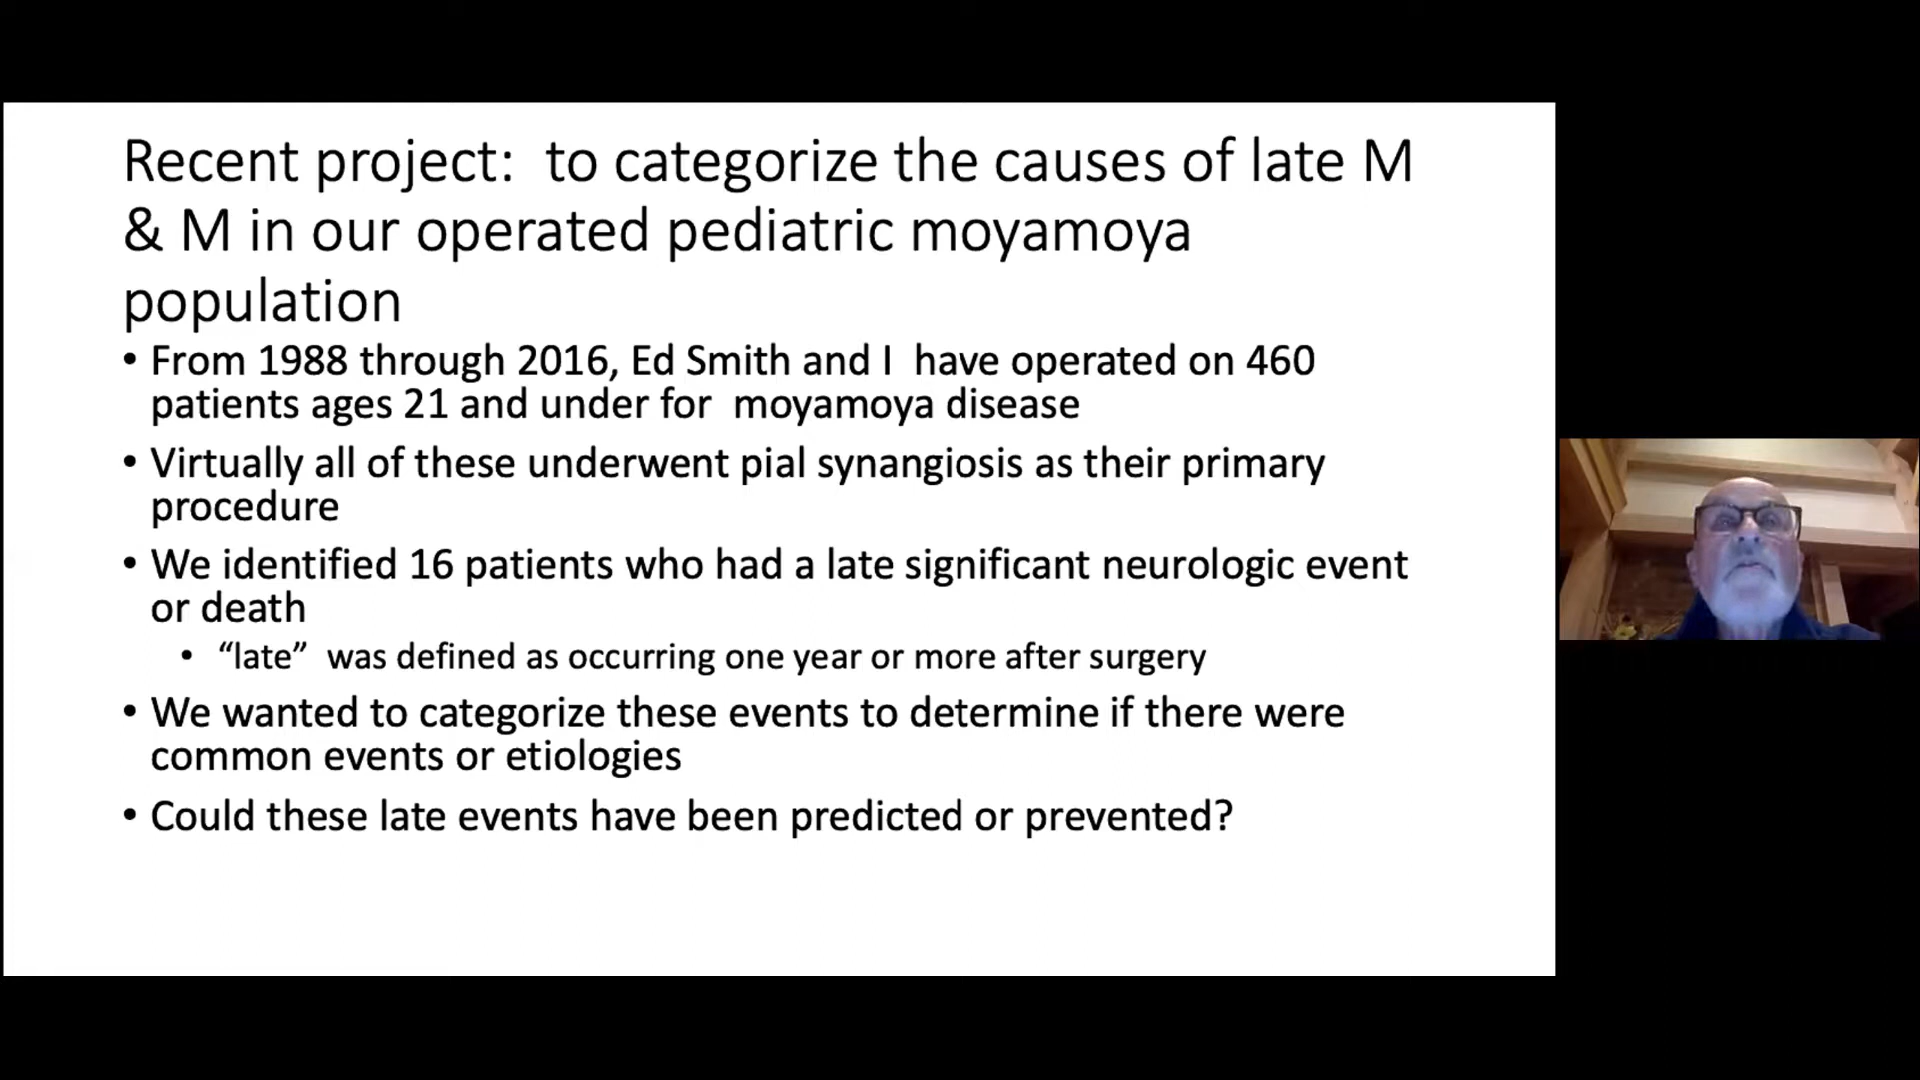 Recent project:  to categorize the causes of late M
& M in our operated pediatric moyamoya
population
• From 1988 through 2016, Ed Smith and I  have operated on 460
patients ages 21 and under for  moyamoya disease
• Virtually all of these underwent pial synangiosis as their primary
procedure
• We identified 16 patients who had a late significant neurologic event
or death
• “late”  was defined as occurring one year or more after surgery
• We wanted to categorize these events to determine if there were
common events or etiologies
• Could these late events have been predicted or prevented?